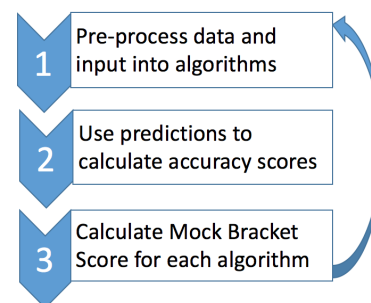 1
Pre-process data and
input into algorithms
2
Use predictions to
calculate accuracy scores
3
Calculate Mock Bracket
Score for each algorithm